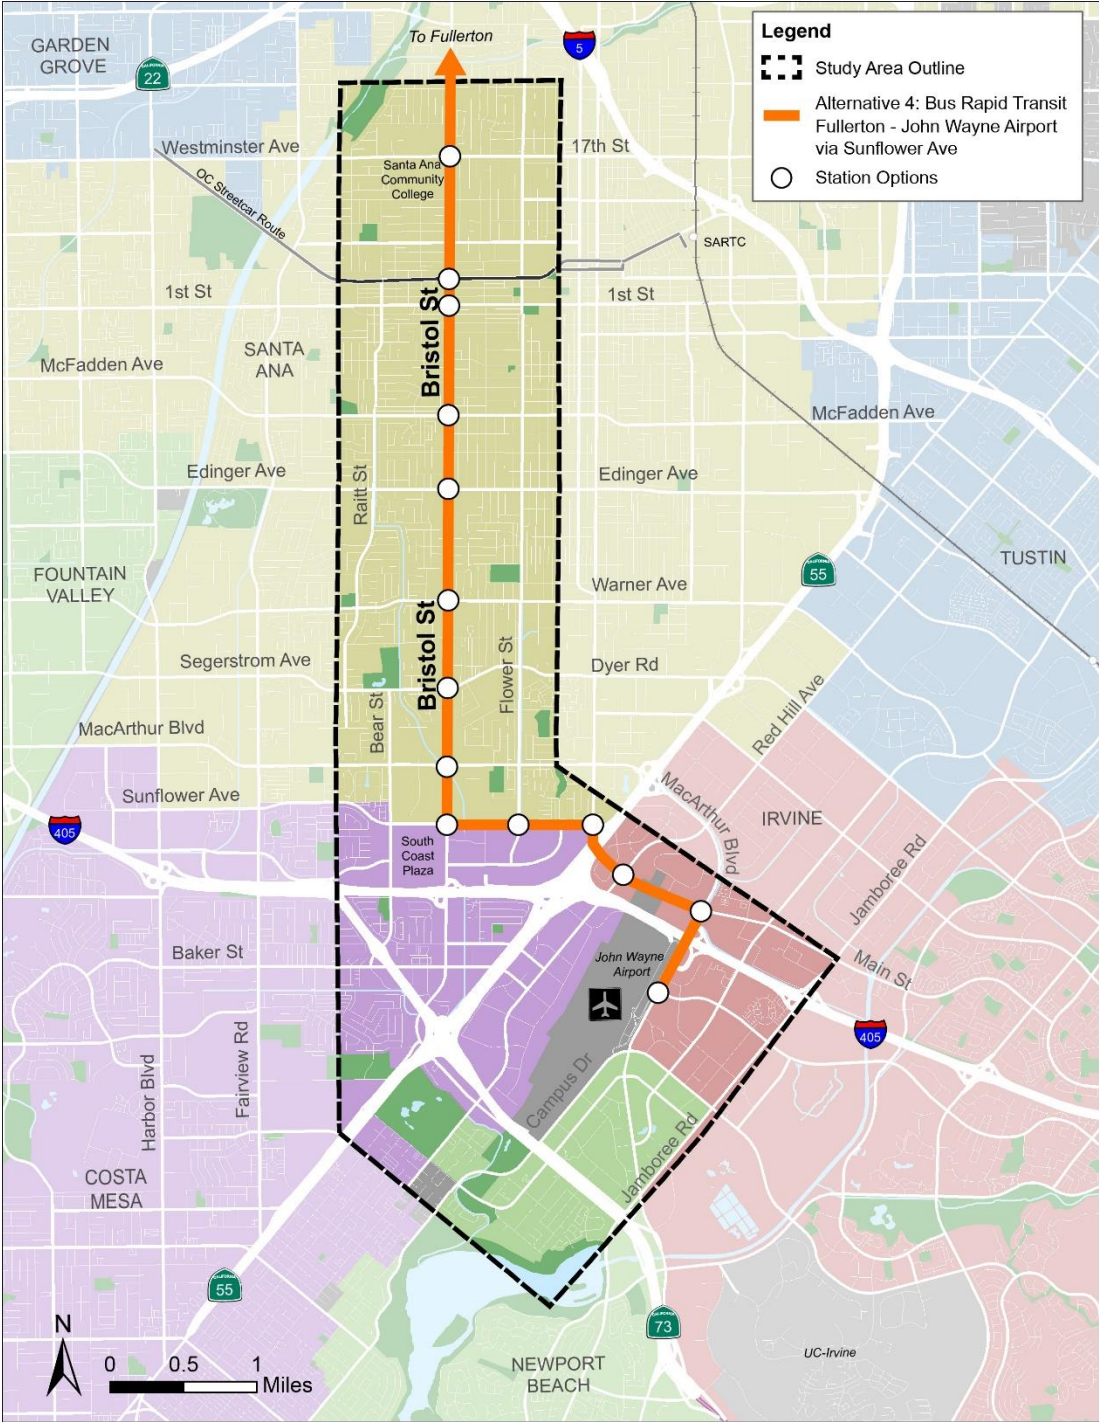 To Fullerton
GARDEN
GROVE
CALIFORNIA
22
5
Legend
Study Area Outline
Alternative 4: Bus Rapid Transit
Fullerton - John Wayne Airport
via Sunflower Ave
Station Options
Westminster Ave
17th St
Santa Ana
Community
College
OC Streetcar Route
SARTC
1st St
1st St
Bristol St
SANTA
ANA
McFadden Ave
McFadden Ave
Edinger Ave
Edinger Ave
Raitt St
FOUNTAIN
VALLEY
Warner Ave
CALIFORNIA
55
TUSTIN
Bristol St
Segerstrom Ave
Flower St
Dyer Rd
Bear St
Red Hill Ave
MacArthur Blvd
Sunflower Ave
MacArthur Blvd
IRVINE
405
South
Coast
Plaza
Jamboree Rd
Baker St
John Wayne
Airport
Main St
405
Harbor Blvd
Fairview Rd
Campus Dr
Jamboree Rd
COSTA
MESA
CALIFORNIA
55
CALIFORNIA
73
N
0 0.5 1
Miles
NEWPORT
BEACH
UC-Irvine